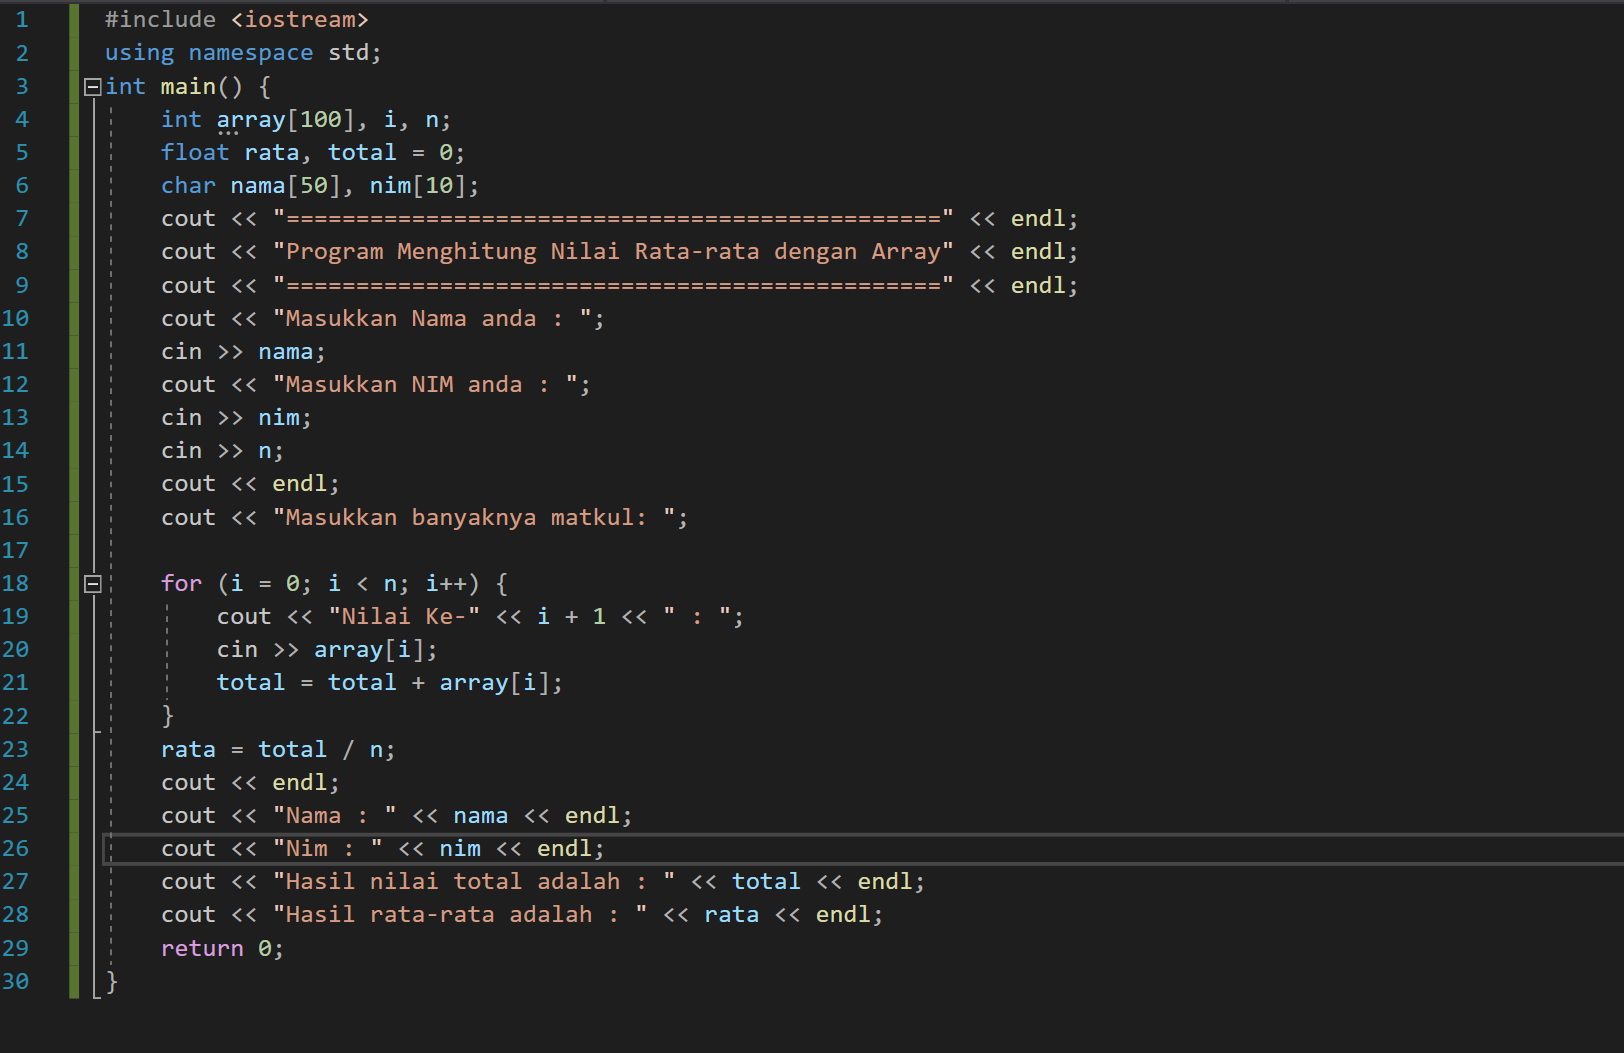 1 #include <iostream>
2 using namespace std;
3 int main() {
4 int array[100], i, n;
5 float rata, total = 0;
6 char nama[50], nim[10];
7 cout << "===============================================" << endl;
8 cout << "Program Menghitung Nilai Rata-rata dengan Array" << endl;
9 cout << "===============================================" << endl;
10 cout << "Masukkan Nama anda : ";
11 cin >> nama;
12 cout << "Masukkan NIM anda : ";
13 cin >> nim;
14 cin >> n;
15 cout << endl;
16 cout << "Masukkan banyaknya matkul: ";
17
18 for (i = 0; i < n; i++) {
19 cout << "Nilai Ke-" << i + 1 << " : ";
20 cin >> array[i];
21 total = total + array[i];
22 }
23 rata = total / n;
24 cout << endl;
25 cout << "Nama : " << nama << endl;
26 cout << "Nim : " << nim << endl;
27 cout << "Hasil nilai total adalah : " << total << endl;
28 cout << "Hasil rata-rata adalah : " << rata << endl;
29 return 0;
30 }